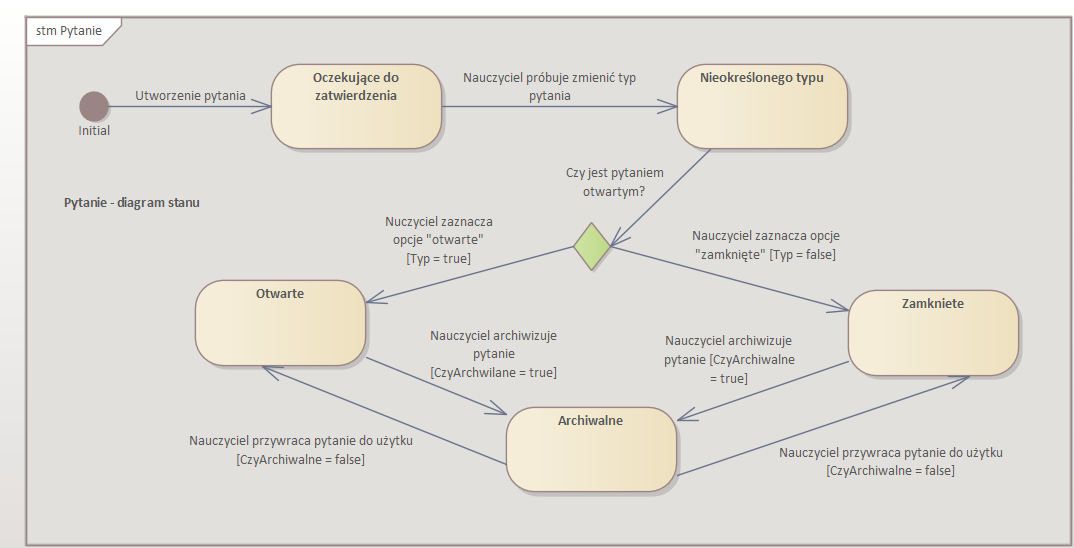 stm Pytanie
Oczekujące do
zatwierdzenia
Nauczyciel próbuje zmienić typ
pytania
Nieokreślonego typu
Utworzenie pytania
Initial
Czy jest pytaniem
otwartym?
Pytanie - diagram stanu
Nuczyciel zaznacza
opcje "otwarte"
[Typ = true]
Nauczyciel zaznacza opcje
"zamknięte" [Typ = false]
Otwarte
Zamkniete
Nauczyciel archiwizuje
pytanie
[CzyArchwilane = true]
Nauczyciel archiwizuje
pytanie [CzyArchiwalne
= true]
Archiwalne
Nauczyciel przywraca pytanie do użytku
[CzyArchiwalne = false]
Nauczyciel przywraca pytanie do użytku
[CzyArchiwalne = false]